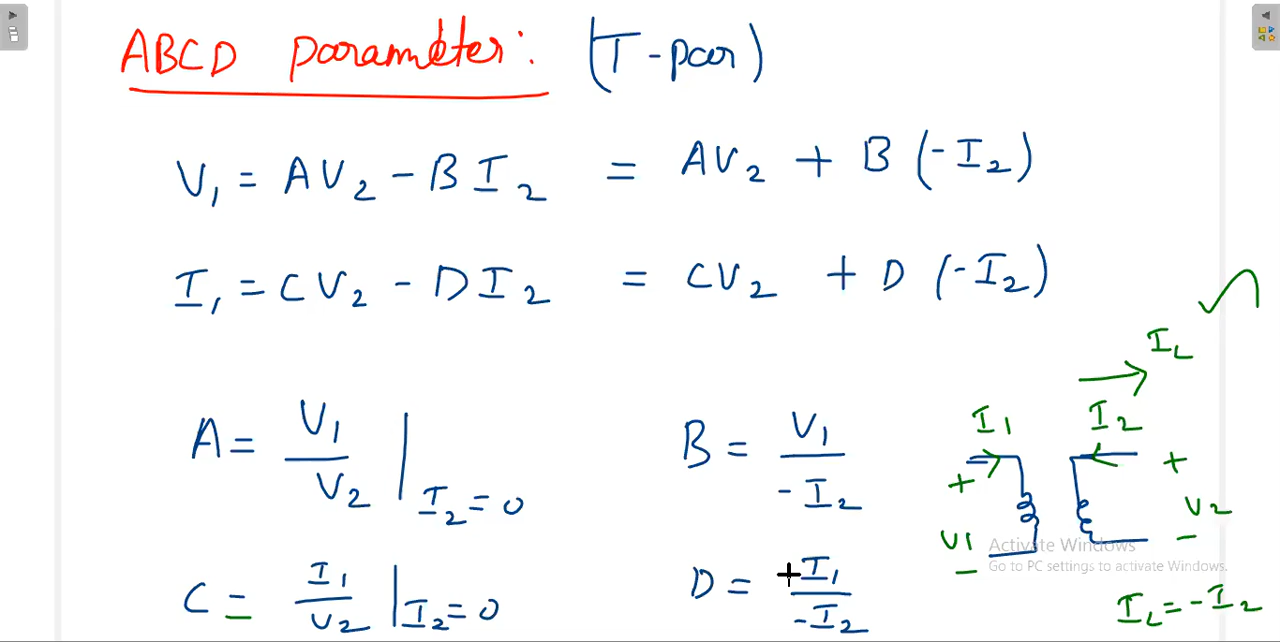 ABCD parameter: (T-par)
V₁ = AV₂ - BI₂ = AV₂ + B(-I₂)
I₁ = CV₂ - DI₂ = CV₂ + D(-I₂)
A = V₁/V₂ | I₂=0
B = V₁/-I₂
C = I₁/V₂ | I₂=0
D = I₁/-I₂
I_L
I₁ I₂
+ +
V1 V2
- -
I_L = -I₂
Activate Windows
Go to PC settings to activate Windows.